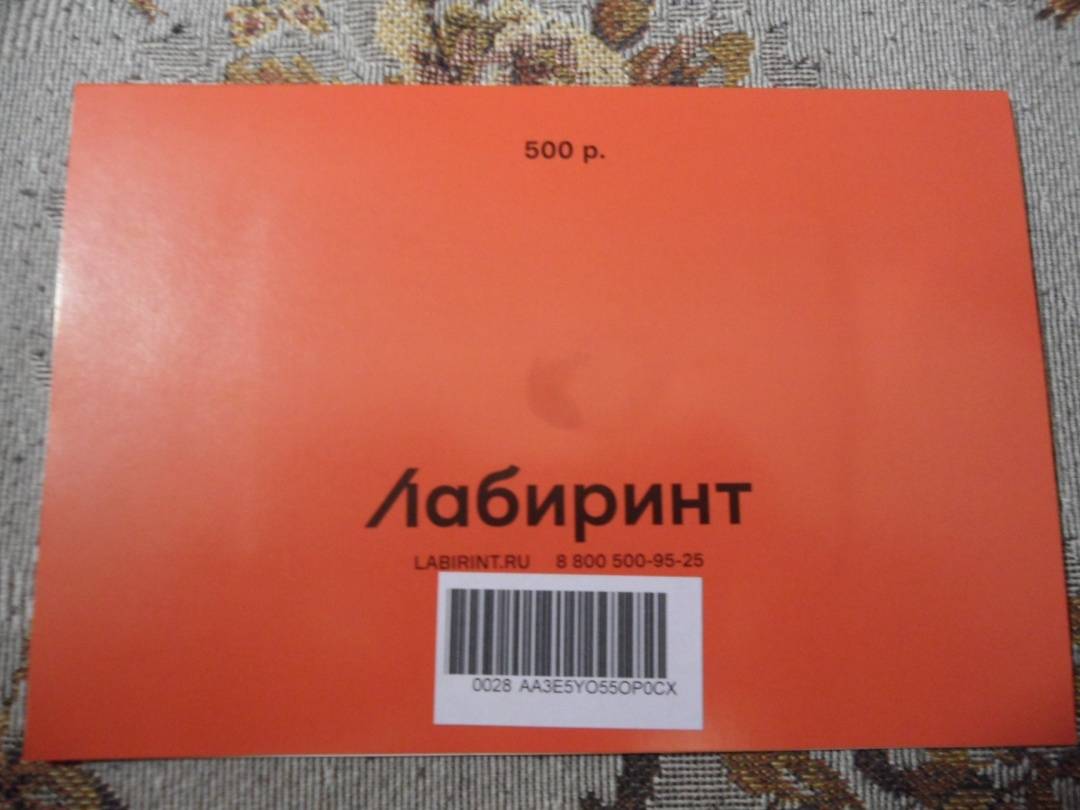 500 р.
Лабиринт
LABIRINT.RU 8 800 500-95-25
0028 AA3E5YO55OP0CX